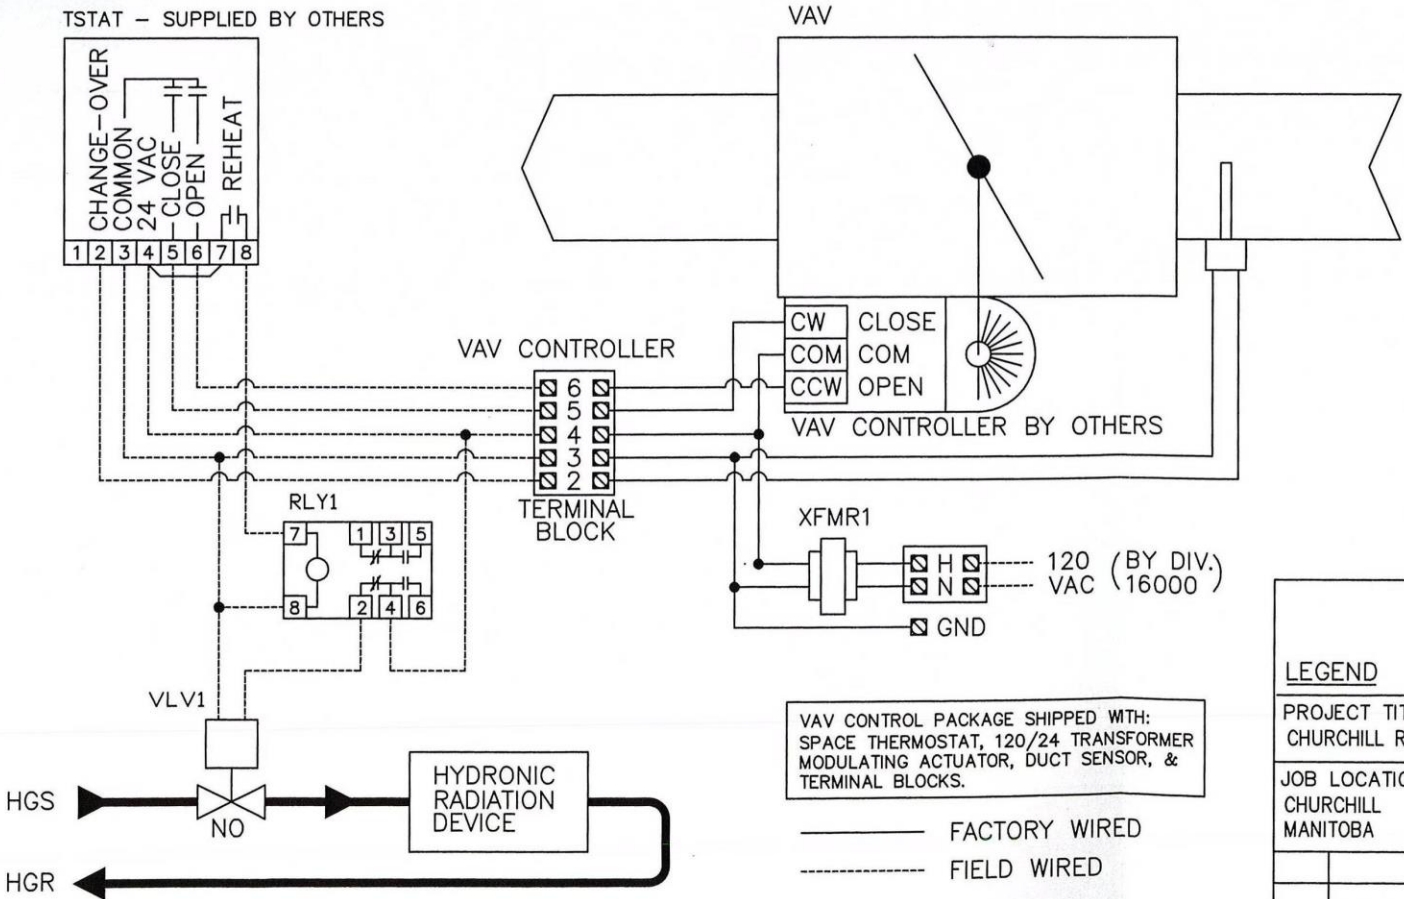 TSTAT – SUPPLIED BY OTHERS
VAV
CHANGE–OVER
COMMON
24 VAC
CLOSE
OPEN
REHEAT
1 2 3 4 5 6 7 8
CW CLOSE
COM COM
CCW OPEN
VAV CONTROLLER BY OTHERS
VAV CONTROLLER
6
5
4
3
2
TERMINAL
BLOCK
RLY1
7 1 3 5
8 2 4 6
XFMR1
H 120 (BY DIV.)
N VAC (16000)
GND
VLV1
NO
HGS
HGR
HYDRONIC
RADIATION
DEVICE
VAV CONTROL PACKAGE SHIPPED WITH:
SPACE THERMOSTAT, 120/24 TRANSFORMER
MODULATING ACTUATOR, DUCT SENSOR, &
TERMINAL BLOCKS.
FACTORY WIRED
FIELD WIRED
LEGEND
PROJECT TIT
CHURCHILL R
JOB LOCATIO
CHURCHILL
MANITOBA